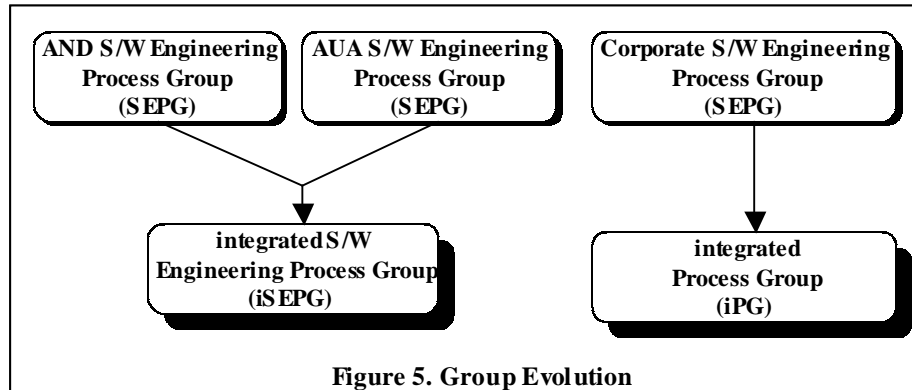 AND S/W Engineering
Process Group
(SEPG)
AUA S/W Engineering
Process Group
(SEPG)
Corporate S/W Engineering
Process Group
(SEPG)
integrated S/W
Engineering Process Group
(iSEPG)
integrated
Process Group
(iPG)
Figure 5. Group Evolution